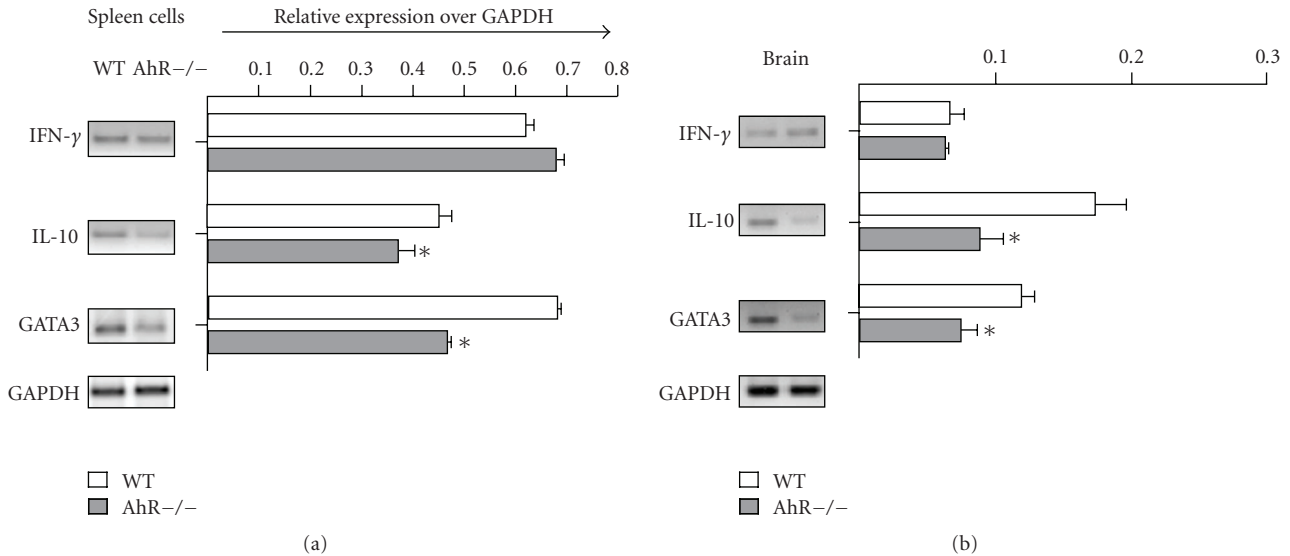 Spleen cells
Relative expression over GAPDH
WT AhR−/−
0.1 0.2 0.3 0.4 0.5 0.6 0.7 0.8
IFN-γ
IL-10
*
GATA3
*
GAPDH
WT
AhR−/−
(a)
Brain
0.1 0.2 0.3
IFN-γ
IL-10
*
GATA3
*
GAPDH
WT
AhR−/−
(b)